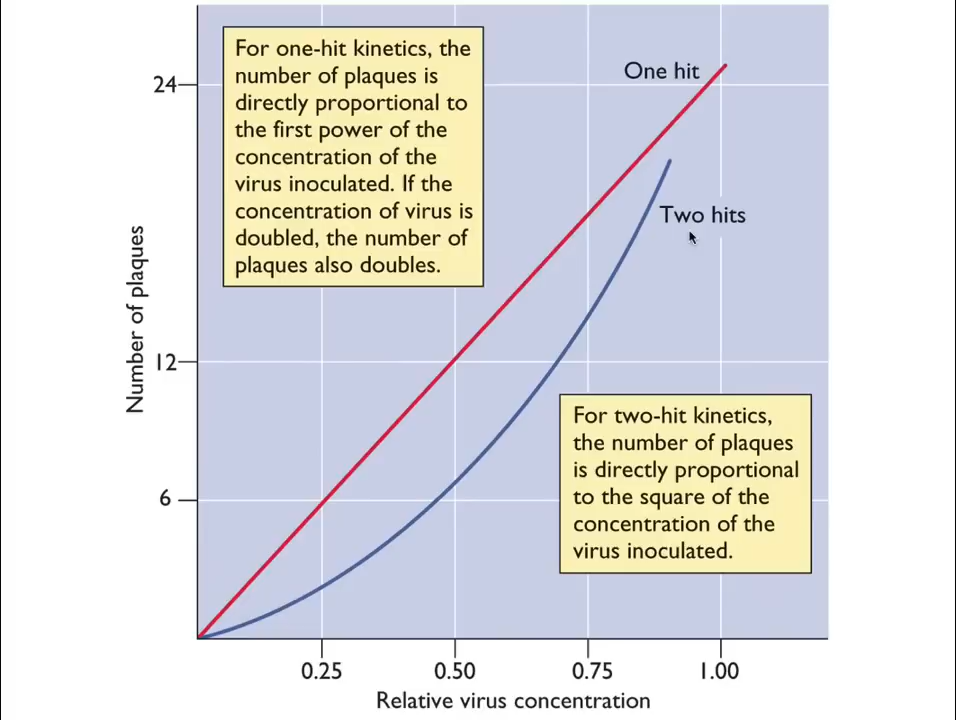 For one-hit kinetics, the
number of plaques is
directly proportional to
the first power of the
concentration of the
virus inoculated. If the
concentration of virus is
doubled, the number of
plaques also doubles.
One hit
Two hits
For two-hit kinetics,
the number of plaques
is directly proportional
to the square of the
concentration of the
virus inoculated.
Number of plaques
24
12
6
0.25
0.50
0.75
1.00
Relative virus concentration